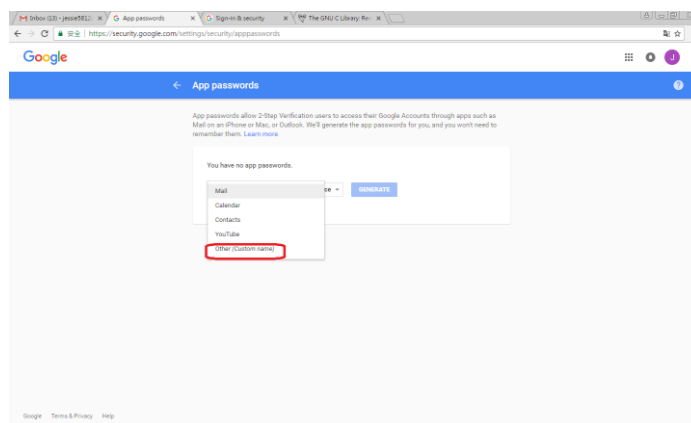 Inbox (
G App passwords
G Sign-in & security
The GNU C Library: Re
安全 | https://security.google.com/settings/security/apppasswords
Google
J
App passwords
?
App passwords allow 2-Step Verification users to access their Google Accounts through apps such as
Mail on an iPhone or Mac, or Outlook. We'll generate the app passwords for you, and you won't need to
remember them. Learn more
You have no app passwords.
Mail
ce
GENERATE
Calendar
Contacts
YouTube
Other (Custom name)
Google Terms & Privacy Help